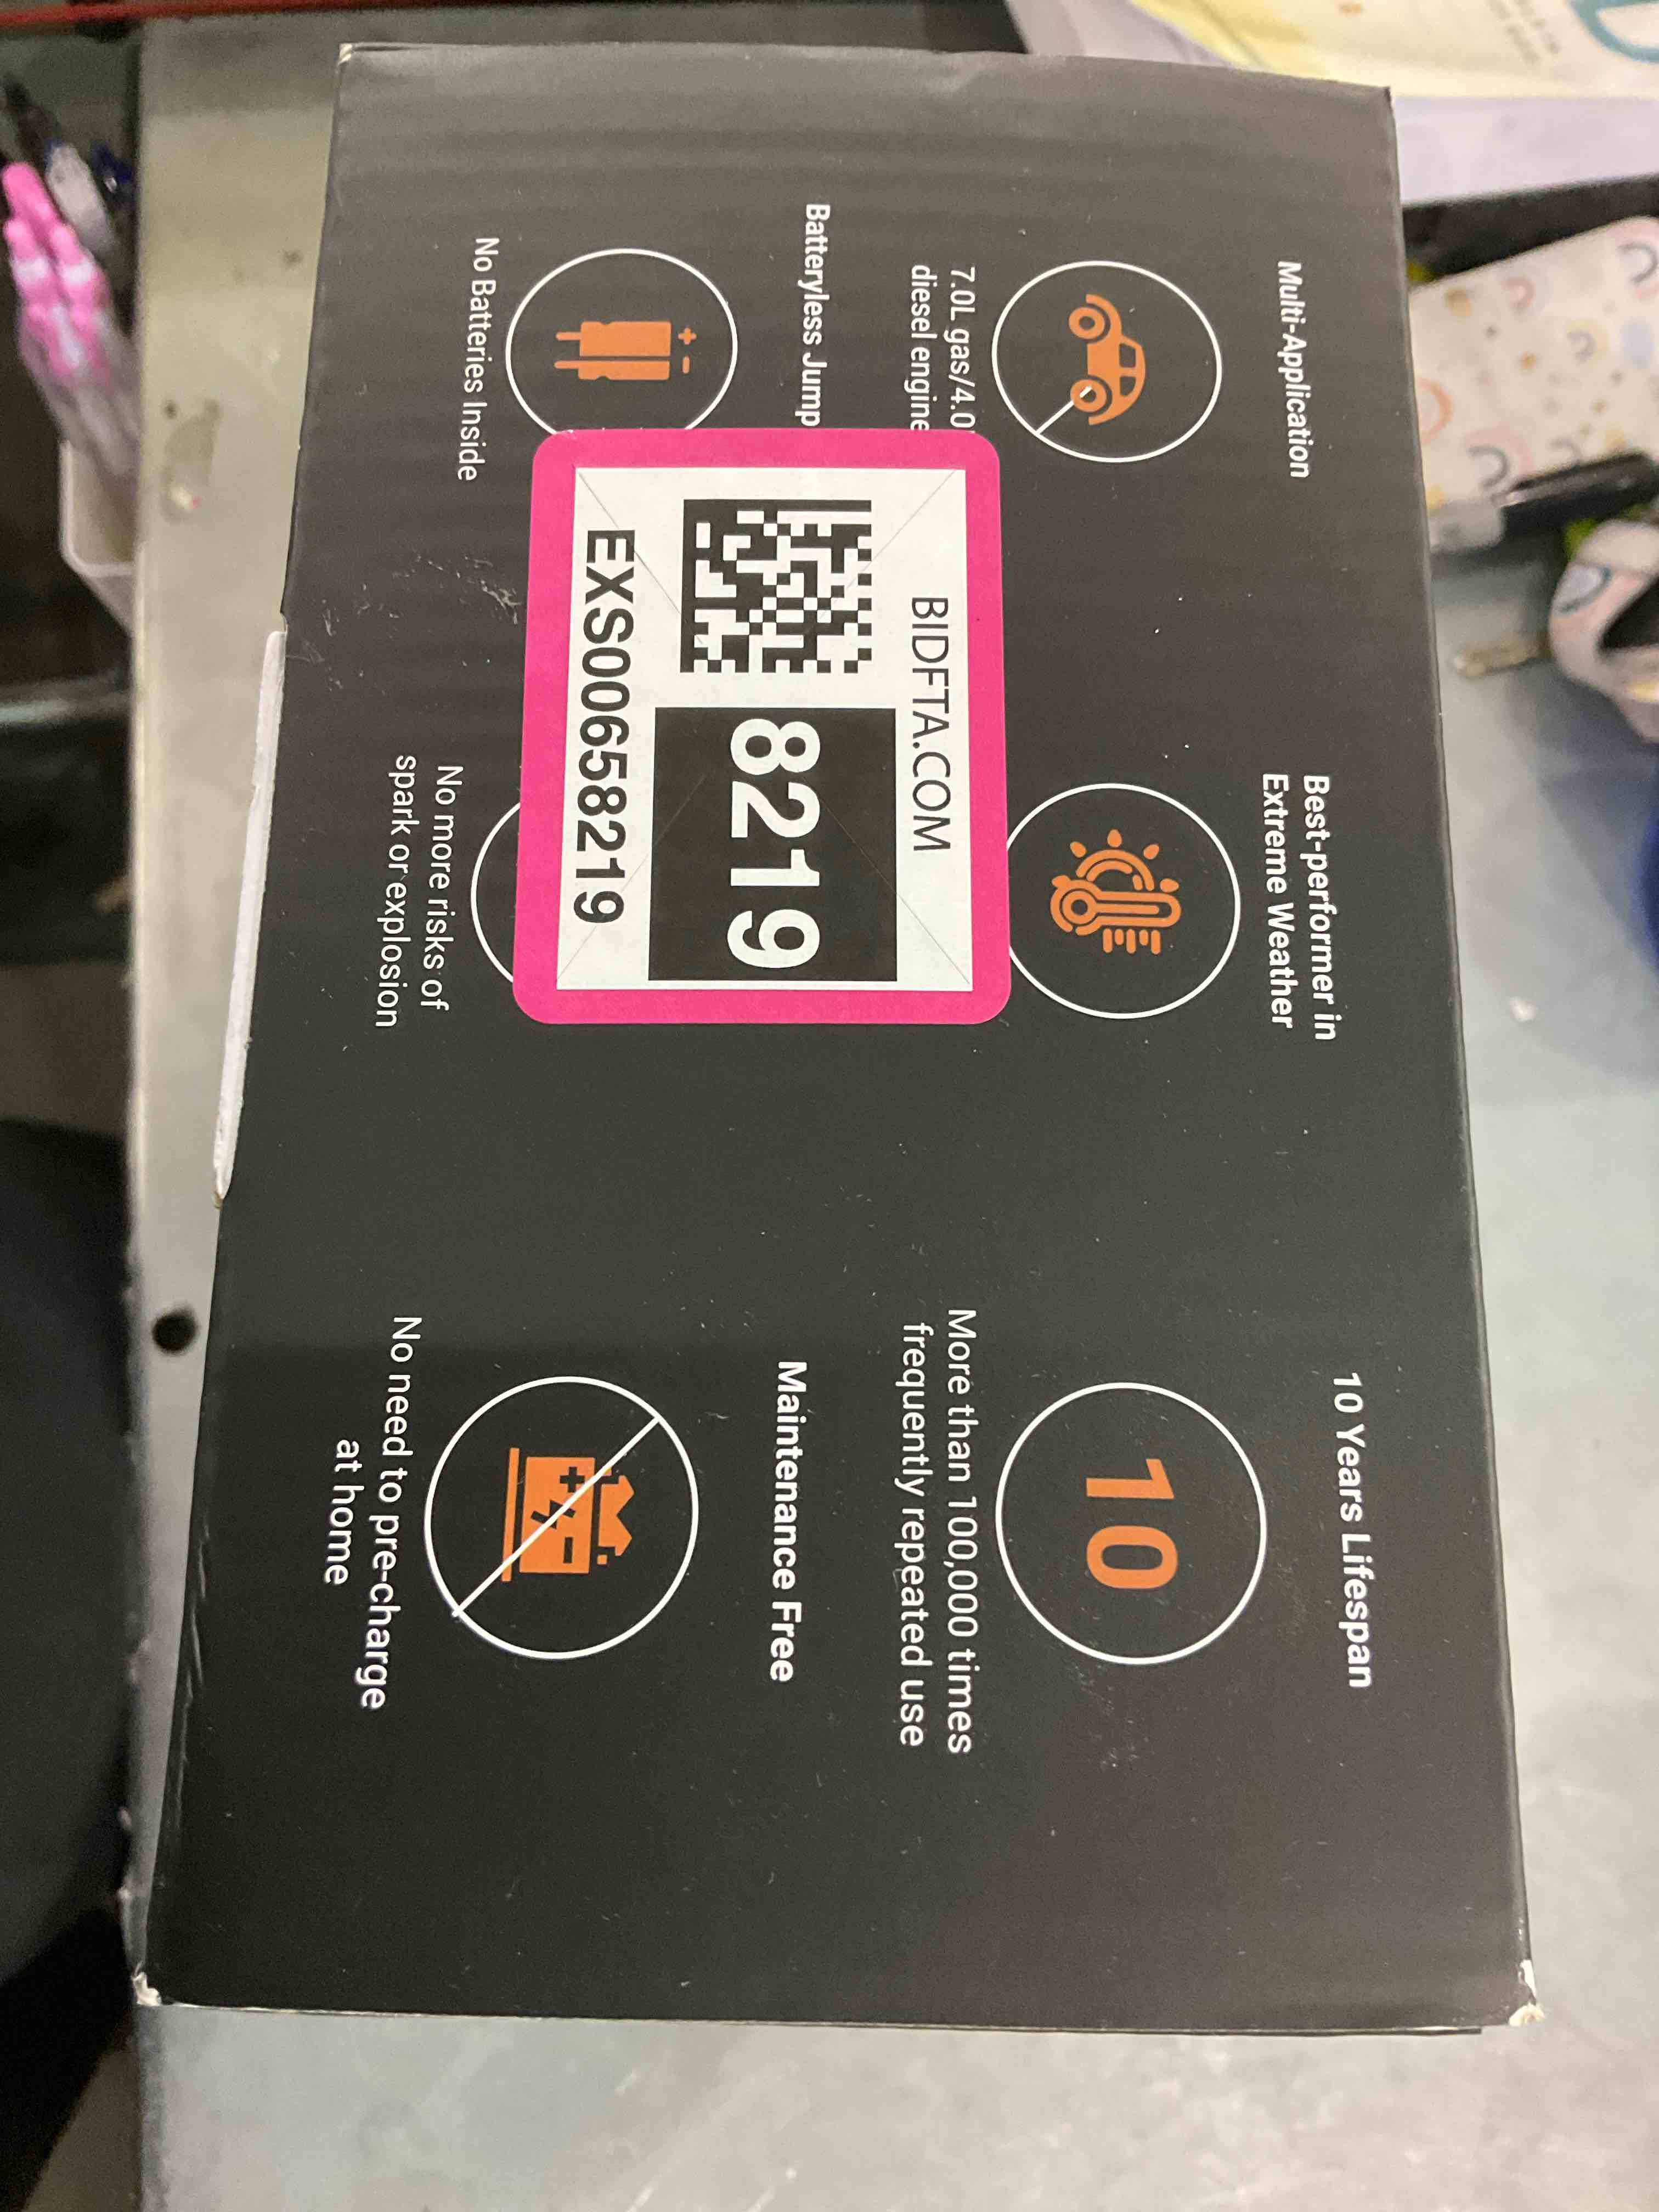 Multi-Application
7.0L gas/4.0
diesel engine
Best-performer in
Extreme Weather
10 Years Lifespan
10
More than 100,000 times
frequently repeated use
Batteryless Jump
No Batteries Inside
BIDFTA.COM
8219
EXS00658219
No more risks of
spark or explosion
Maintenance Free
No need to pre-charge
at home